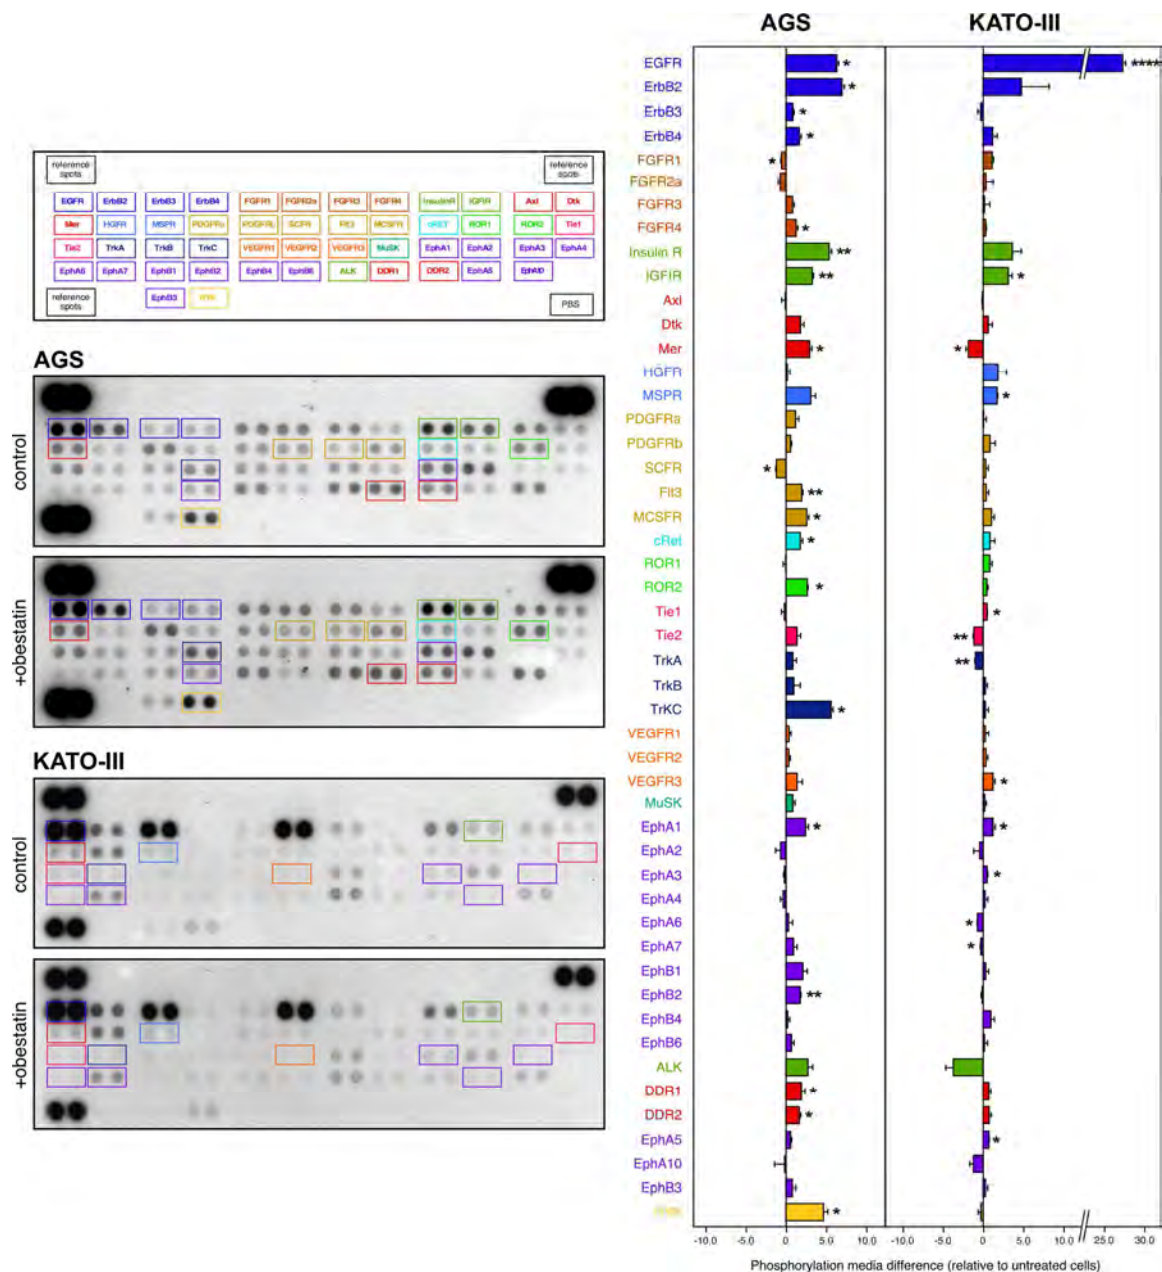 AGS KATO-III
reference spots reference spots
EGFR ErbB2 ErbB3 ErbB4 FGFR1 FGFR2a FGFR3 FGFR4 InsulinR IGFIR Axl Dtk
Mer HGFR MSPR PDGFRa PDGFRb SCFR Flt3 MCSFR cRET ROR1 ROR2 Tie1
Tie2 TrkA TrkB TrkC VEGFR1 VEGFR2 VEGFR3 MuSK EphA1 EphA2 EphA3 EphA4
EphA6 EphA7 EphB1 EphB2 EphB4 EphB6 ALK DDR1 DDR2 EphA5 EphA10
reference spots EphB3 PBS
AGS
control
+obestatin
KATO-III
control
+obestatin
EGFR * ****
ErbB2 *
ErbB3 *
ErbB4 *
FGFR1 *
FGFR2a
FGFR3
FGFR4 *
Insulin R **
IGFIR ** *
Axl
Dtk
Mer * *
HGFR
MSPR *
PDGFRa
PDGFRb
SCFR *
Flt3 **
MCSFR *
cRet *
ROR1
ROR2 *
Tie1 *
Tie2 **
TrkA **
TrkB
TrKC *
VEGFR1
VEGFR2
VEGFR3 *
MuSK
EphA1 * *
EphA2
EphA3 *
EphA4
EphA6 *
EphA7 *
EphB1
EphB2 **
EphB4
EphB6
ALK
DDR1 *
DDR2 *
EphA5 *
EphA10
EphB3
*
-10.0 -5.0 0 5.0 10.0 -10.0 -5.0 0 5.0 25.0 30.0
Phosphorylation media difference (relative to untreated cells)